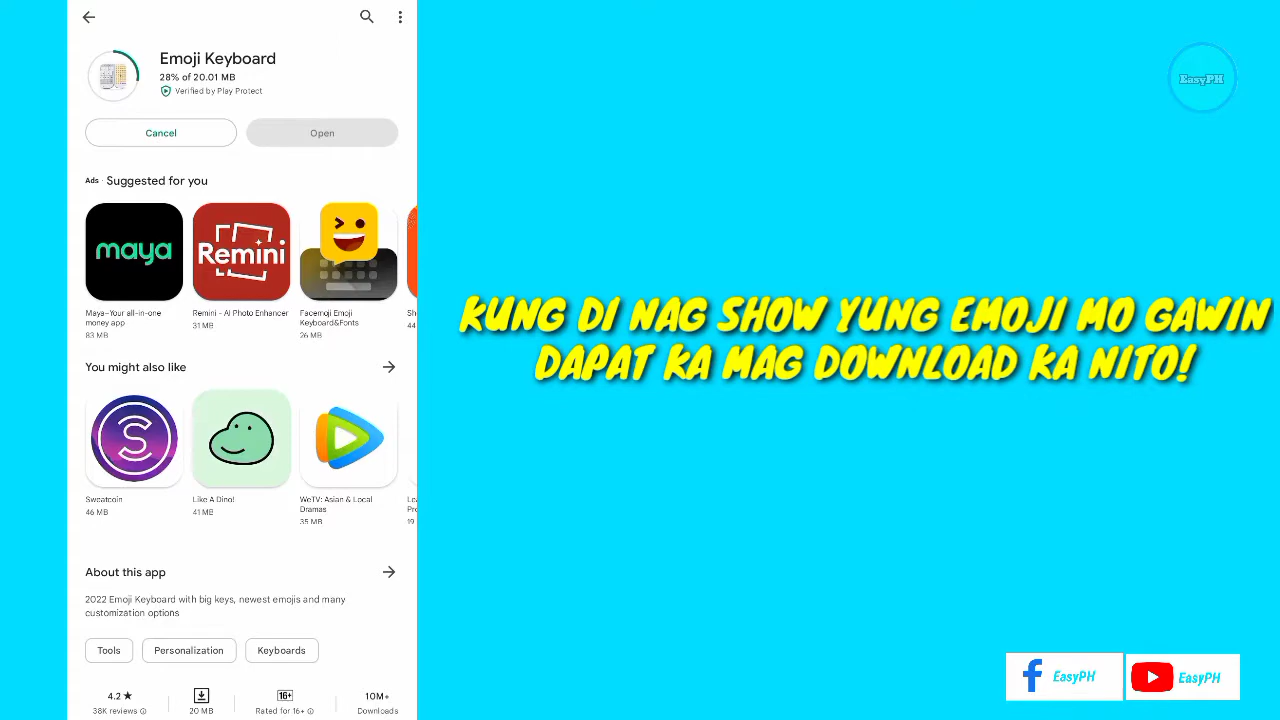 Emoji Keyboard
28% of 20.01 MB
Verified by Play Protect
Cancel
Open
Ads · Suggested for you
maya
Remini
Maya-Your all-in-one
money app
83 MB
Remini - AI Photo Enhancer
31 MB
Facemoji Emoji
Keyboard&Fonts
26 MB
Sh
44
You might also like
S
Sweatcoin
46 MB
Like A Dino!
41 MB
WeTV: Asian & Local
Dramas
35 MB
Le
19
About this app
2022 Emoji Keyboard with big keys, newest emojis and many
customization options
Tools
Personalization
Keyboards
4.2 ★
38K reviews
20 MB
16+
Rated for 16+
10M+
Downloads
EasyPH
KUNG DI NAG SHOW YUNG EMOJI MO GAWIN
DAPAT KA MAG DOWNLOAD KA NITO!
EasyPH
EasyPH